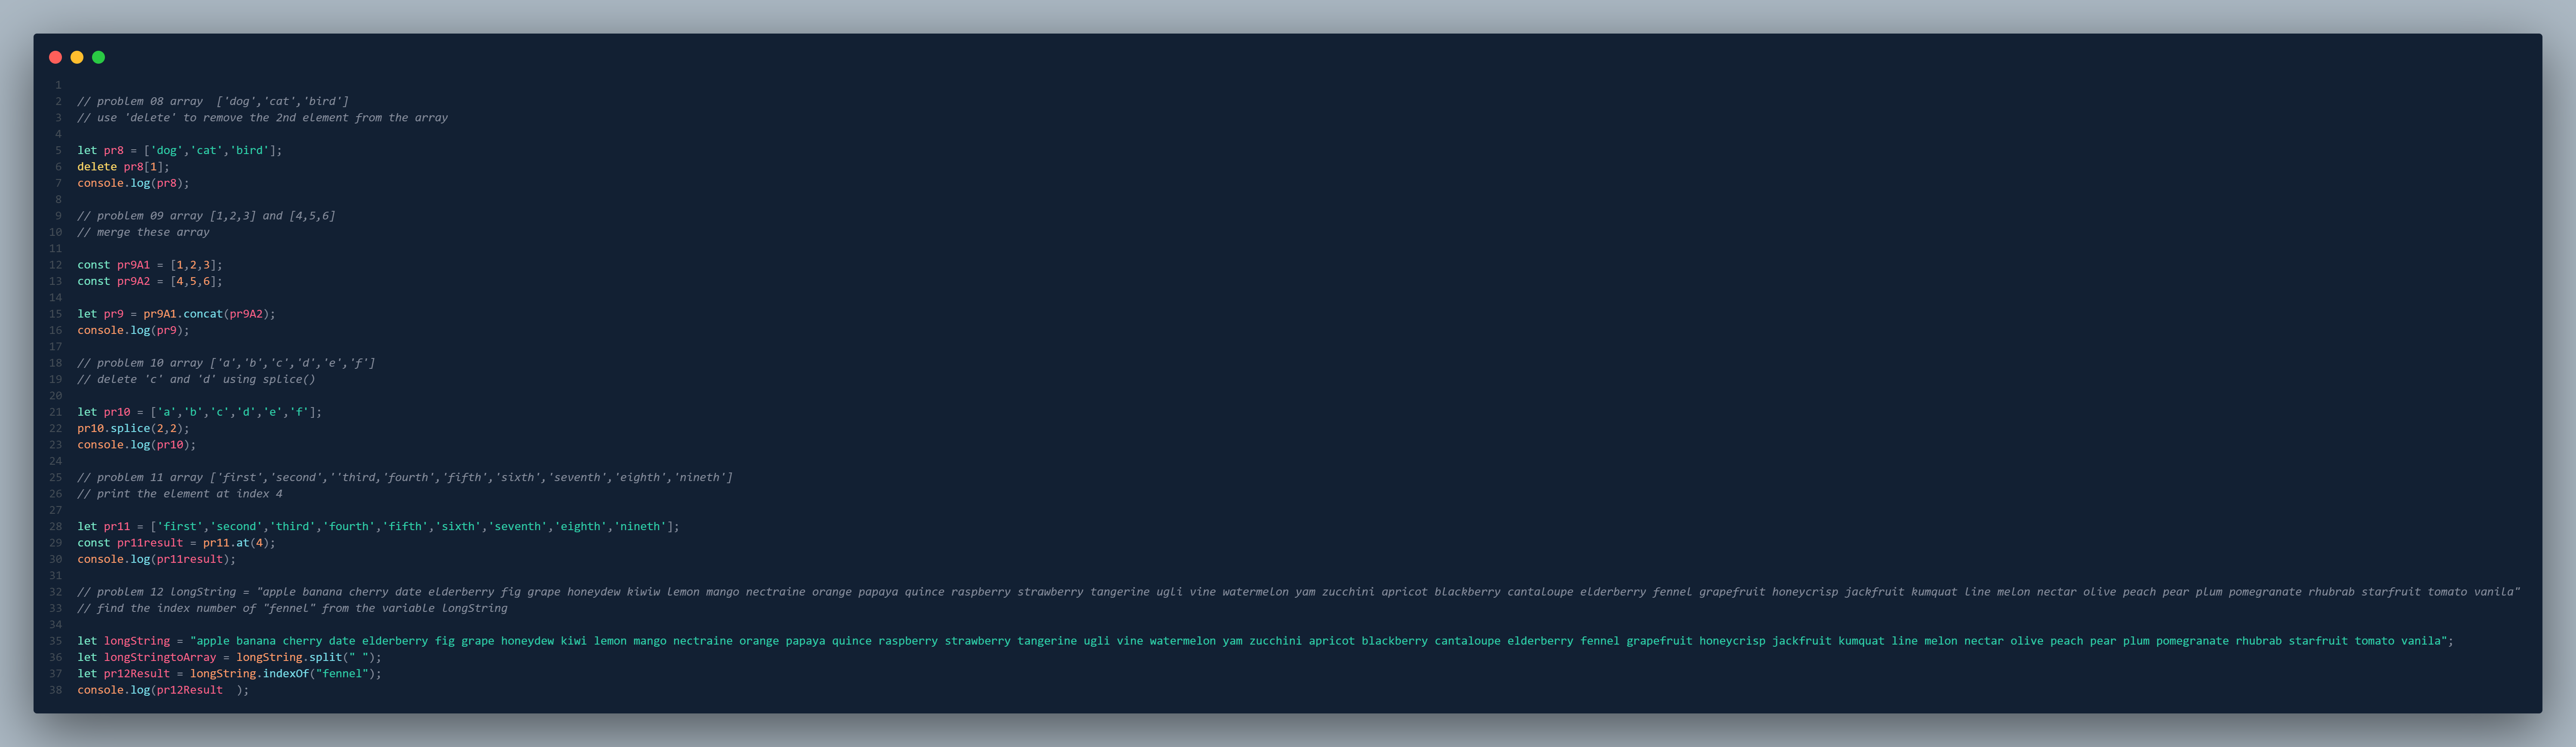 1
2 // problem 08 array  ['dog','cat','bird']
3 // use 'delete' to remove the 2nd element from the array
4
5 let pr8 = ['dog','cat','bird'];
6 delete pr8[1];
7 console.log(pr8);
8
9 // problem 09 array [1,2,3] and [4,5,6]
10 // merge these array
11
12 const pr9A1 = [1,2,3];
13 const pr9A2 = [4,5,6];
14
15 let pr9 = pr9A1.concat(pr9A2);
16 console.log(pr9);
17
18 // problem 10 array ['a','b','c','d','e','f']
19 // delete 'c' and 'd' using splice()
20
21 let pr10 = ['a','b','c','d','e','f'];
22 pr10.splice(2,2);
23 console.log(pr10);
24
25 // problem 11 array ['first','second',''third,'fourth','fifth','sixth','seventh','eighth','nineth']
26 // print the element at index 4
27
28 let pr11 = ['first','second','third','fourth','fifth','sixth','seventh','eighth','nineth'];
29 const pr11result = pr11.at(4);
30 console.log(pr11result);
31
32 // problem 12 longString = "apple banana cherry date elderberry fig grape honeydew kiwiw lemon mango nectraine orange papaya quince raspberry strawberry tangerine ugli vine watermelon yam zucchini apricot blackberry cantaloupe elderberry fennel grapefruit honeycrisp jackfruit kumquat line melon nectar olive peach pear plum pomegranate rhubrab starfruit tomato vanila"
33 // find the index number of "fennel" from the variable longString
34
35 let longString = "apple banana cherry date elderberry fig grape honeydew kiwi lemon mango nectraine orange papaya quince raspberry strawberry tangerine ugli vine watermelon yam zucchini apricot blackberry cantaloupe elderberry fennel grapefruit honeycrisp jackfruit kumquat line melon nectar olive peach pear plum pomegranate rhubrab starfruit tomato vanila";
36 let longStringtoArray = longString.split(" ");
37 let pr12Result = longString.indexOf("fennel");
38 console.log(pr12Result  );